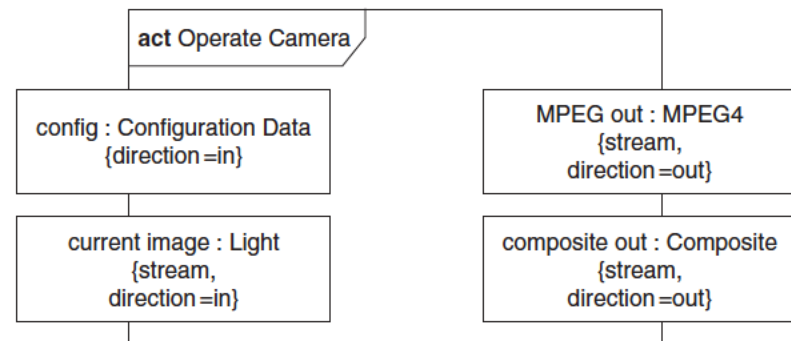 act Operate Camera
config : Configuration Data
{direction=in}
current image : Light
{stream,
direction=in}
MPEG out : MPEG4
{stream,
direction=out}
composite out : Composite
{stream,
direction=out}